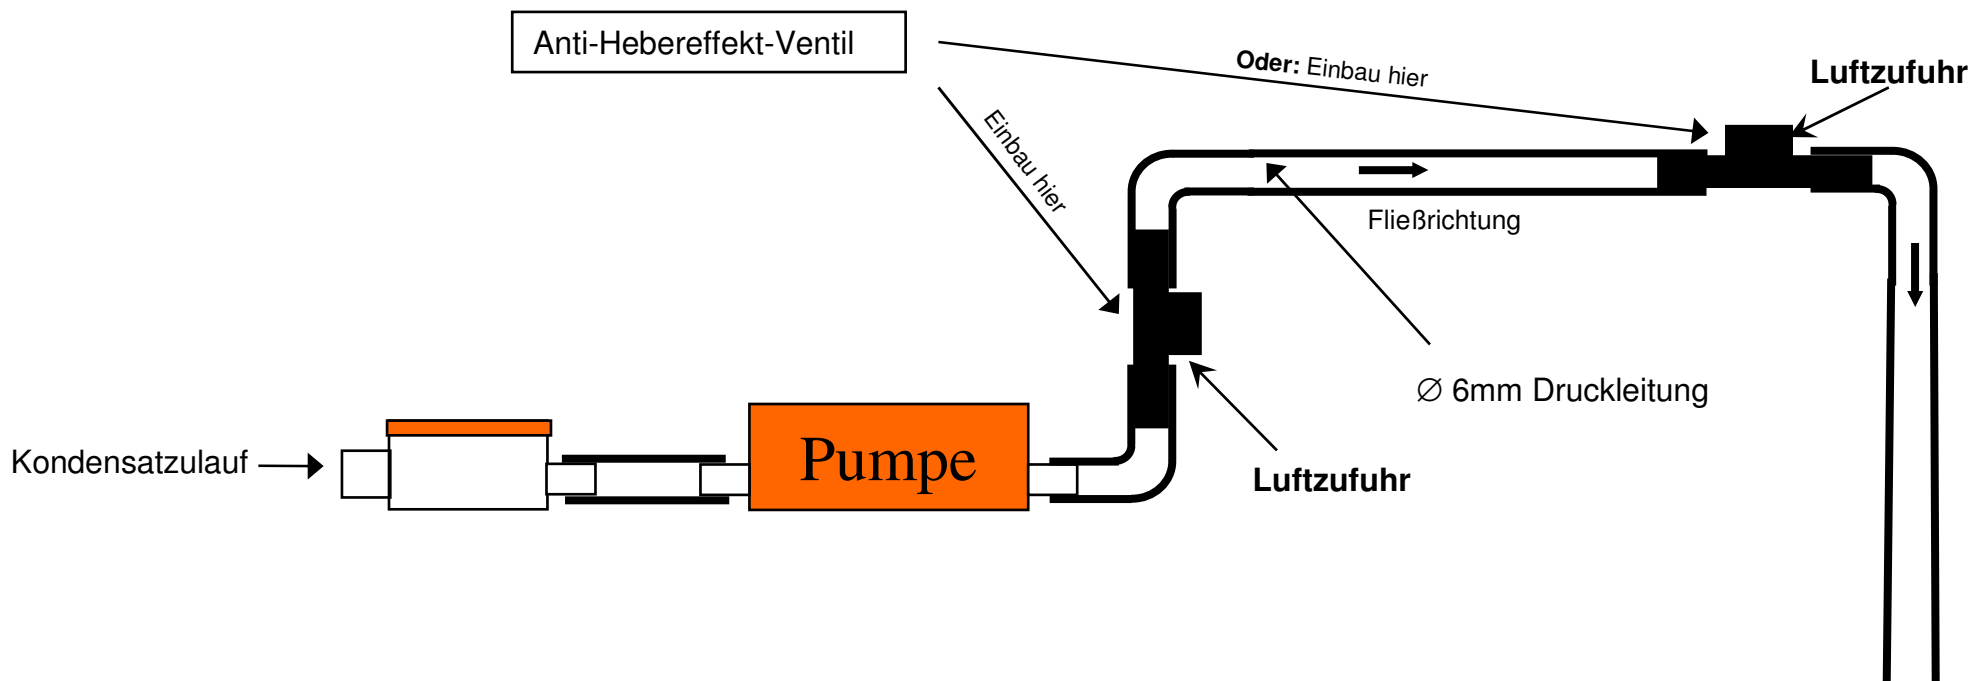 Anti-Hebereffekt-Ventil
Oder: Einbau hier
Luftzufuhr
Einbau hier
Fließrichtung
∅ 6mm Druckleitung
Kondensatzulauf
Pumpe
Luftzufuhr